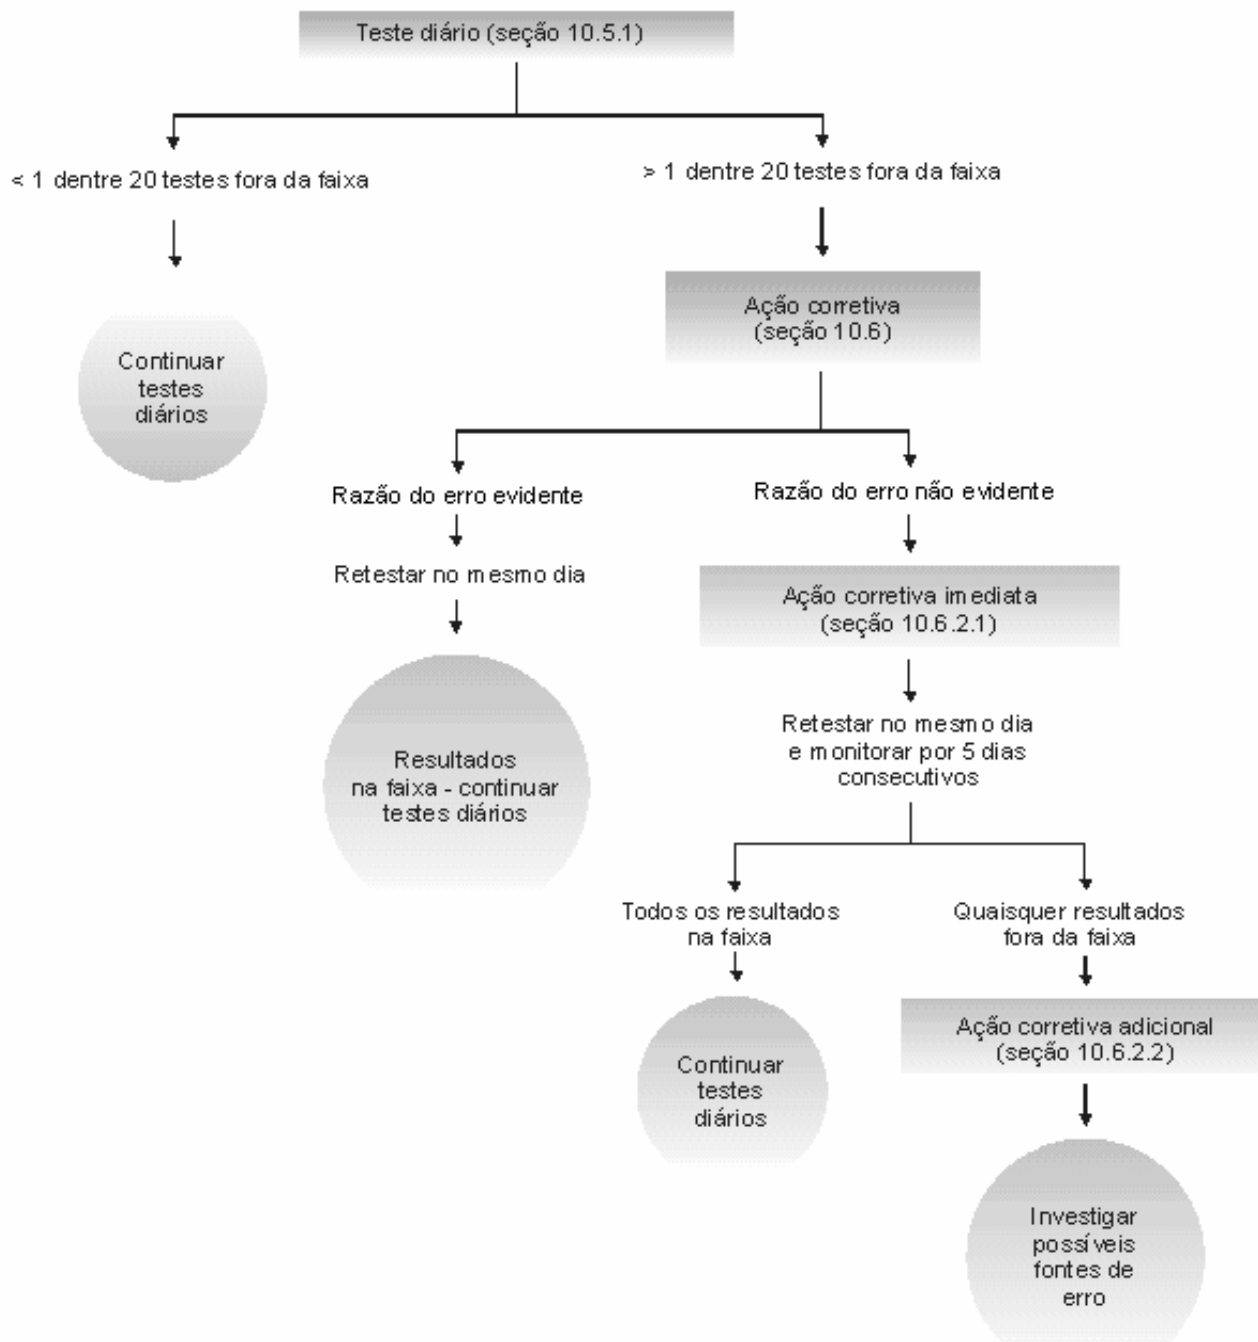 Teste diário (seção 10.5.1)
< 1 dentre 20 testes fora da faixa
> 1 dentre 20 testes fora da faixa
Continuar
testes
diários
Ação corretiva
(seção 10.6)
Razão do erro evidente
Razão do erro não evidente
Retestar no mesmo dia
Ação corretiva imediata
(seção 10.6.2.1)
Resultados
na faixa - continuar
testes diários
Retestar no mesmo dia
e monitorar por 5 dias
consecutivos
Todos os resultados
na faixa
Quaisquer resultados
fora da faixa
Continuar
testes
diários
Ação corretiva adicional
(seção 10.6.2.2)
Investigar
possíveis
fontes de
erro